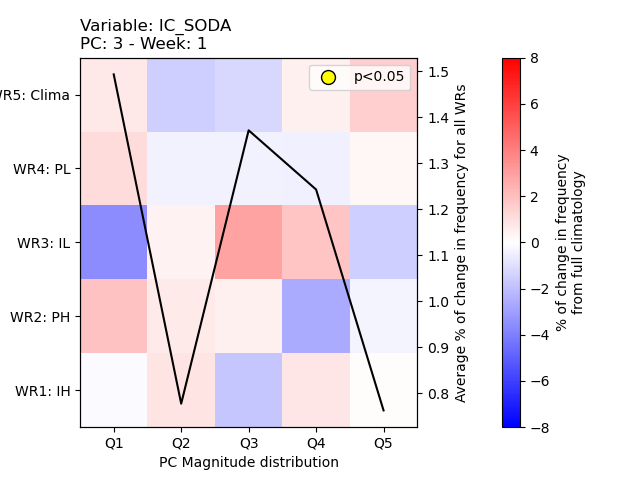 Variable: IC_SODA
PC: 3 - Week: 1
p<0.05
WR5: Clima
WR4: PL
WR3: IL
WR2: PH
WR1: IH
Q1 Q2 Q3 Q4 Q5
PC Magnitude distribution
1.5
1.4
1.3
1.2
1.1
1.0
0.9
0.8
Average % of change in frequency for all WRs
8
6
4
2
0
−2
−4
−6
−8
% of change in frequency
from full climatology